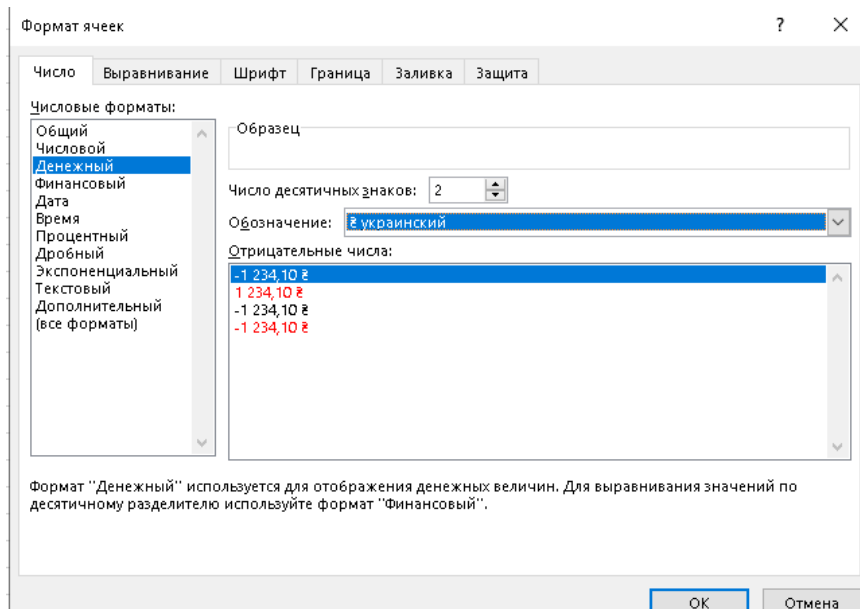 Формат ячеек
?
Число
Выравнивание
Шрифт
Граница
Заливка
Защита
Числовые форматы:
Общий
Числовой
Денежный
Финансовый
Дата
Время
Процентный
Дробный
Экспоненциальный
Текстовый
Дополнительный
(все форматы)
Образец
Число десятичных знаков: 2
Обозначение: ₴ украинский
Отрицательные числа:
-1 234,10 ₴
1 234,10 ₴
-1 234,10 ₴
-1 234,10 ₴
Формат "Денежный" используется для отображения денежных величин. Для выравнивания значений по
десятичному разделителю используйте формат "Финансовый".
ОК
Отмена